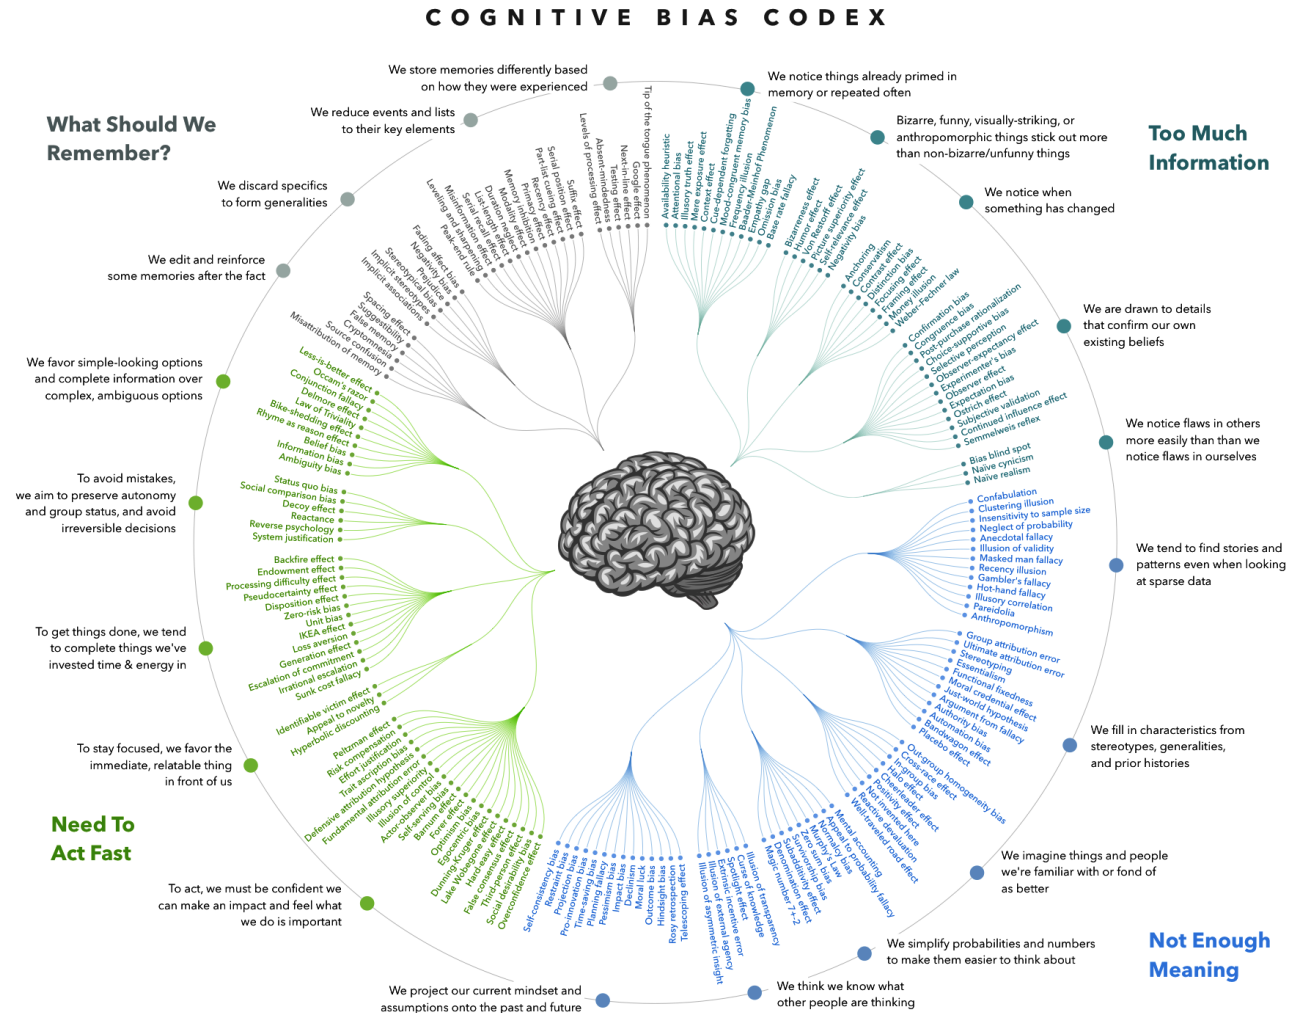 COGNITIVE BIAS CODEX
What Should We
Remember?
We store memories differently based
on how they were experienced
Tip of the tongue phenomenon
Google effect
Next-in-line effect
Testing effect
Absent-mindedness
Levels of processing effect
We reduce events and lists
to their key elements
Suffix effect
Serial position effect
Part-list cueing effect
Recency effect
Primacy effect
Memory inhibition
Modality effect
Duration neglect
List-length effect
Serial recall effect
Misinformation effect
Leveling and sharpening
Peak-end rule
We discard specifics
to form generalities
Fading affect bias
Negativity bias
Prejudice
Stereotypical bias
Implicit stereotypes
Implicit associations
We edit and reinforce
some memories after the fact
Spacing effect
Suggestibility
False memory
Cryptomnesia
Source confusion
Misattribution of memory
Too Much
Information
We notice things already primed in
memory or repeated often
Availability heuristic
Attentional bias
Illusory truth effect
Mere exposure effect
Context effect
Cue-dependent forgetting
Mood-congruent memory bias
Frequency illusion
Baader-Meinhof Phenomenon
Empathy gap
Omission bias
Base rate fallacy
Bizarre, funny, visually-striking, or
anthropomorphic things stick out more
than non-bizarre/unfunny things
Bizarreness effect
Humor effect
Von Restorff effect
Picture superiority effect
Self-relevance effect
Negativity bias
We notice when
something has changed
Anchoring
Conservatism
Contrast effect
Distinction bias
Focusing effect
Framing effect
Money illusion
Weber–Fechner law
We are drawn to details
that confirm our own
existing beliefs
Confirmation bias
Congruence bias
Post-purchase rationalization
Choice-supportive bias
Selective perception
Observer-expectancy effect
Experimenter's bias
Observer effect
Expectation bias
Ostrich effect
Subjective validation
Continued influence effect
Semmelweis reflex
We notice flaws in others
more easily than than we
notice flaws in ourselves
Bias blind spot
Naïve cynicism
Naïve realism
Not Enough
Meaning
We tend to find stories and
patterns even when looking
at sparse data
Confabulation
Clustering illusion
Insensitivity to sample size
Neglect of probability
Anecdotal fallacy
Illusion of validity
Masked man fallacy
Recency illusion
Gambler's fallacy
Hot-hand fallacy
Illusory correlation
Pareidolia
Anthropomorphism
We fill in characteristics from
stereotypes, generalities,
and prior histories
Group attribution error
Ultimate attribution error
Stereotyping
Essentialism
Functional fixedness
Moral credential effect
Just-world hypothesis
Argument from fallacy
Authority bias
Automation bias
Bandwagon effect
Placebo effect
We imagine things and people
we're familiar with or fond of
as better
Out-group homogeneity bias
Cross-race effect
In-group bias
Halo effect
Cheerleader effect
Positivity effect
Not invented here
Reactive devaluation
Well-traveled road effect
We simplify probabilities and numbers
to make them easier to think about
Mental accounting
Appeal to probability fallacy
Normalcy bias
Murphy's Law
Zero sum bias
Survivorship bias
Subadditivity effect
Denomination effect
Magic number 7+-2
We think we know what
other people are thinking
Illusion of transparency
Curse of knowledge
Spotlight effect
Extrinsic incentive error
Illusion of external agency
Illusion of asymmetric insight
We project our current mindset and
assumptions onto the past and future
Telescoping effect
Rosy retrospection
Hindsight bias
Outcome bias
Moral luck
Declinism
Impact bias
Pessimism bias
Planning fallacy
Time-saving bias
Pro-innovation bias
Projection bias
Restraint bias
Self-consistency bias
Need To
Act Fast
We favor simple-looking options
and complete information over
complex, ambiguous options
Less-is-better effect
Occam's razor
Conjunction fallacy
Delmore effect
Law of Triviality
Bike-shedding effect
Rhyme as reason effect
Belief bias
Information bias
Ambiguity bias
To avoid mistakes,
we aim to preserve autonomy
and group status, and avoid
irreversible decisions
Status quo bias
Social comparison bias
Decoy effect
Reactance
Reverse psychology
System justification
To get things done, we tend
to complete things we've
invested time & energy in
Backfire effect
Endowment effect
Processing difficulty effect
Pseudocertainty effect
Disposition effect
Zero-risk bias
Unit bias
IKEA effect
Loss aversion
Generation effect
Escalation of commitment
Irrational escalation
Sunk cost fallacy
To stay focused, we favor the
immediate, relatable thing
in front of us
Identifiable victim effect
Appeal to novelty
Hyperbolic discounting
To act, we must be confident we
can make an impact and feel what
we do is important
Peltzman effect
Risk compensation
Effort justification
Trait ascription bias
Defensive attribution hypothesis
Fundamental attribution error
Illusory superiority
Illusion of control
Actor-observer bias
Self-serving bias
Barnum effect
Forer effect
Optimism bias
Egocentric bias
Dunning-Kruger effect
Lake Wobegone effect
Hard-easy effect
False consensus effect
Third-person effect
Social desirability bias
Overconfidence effect